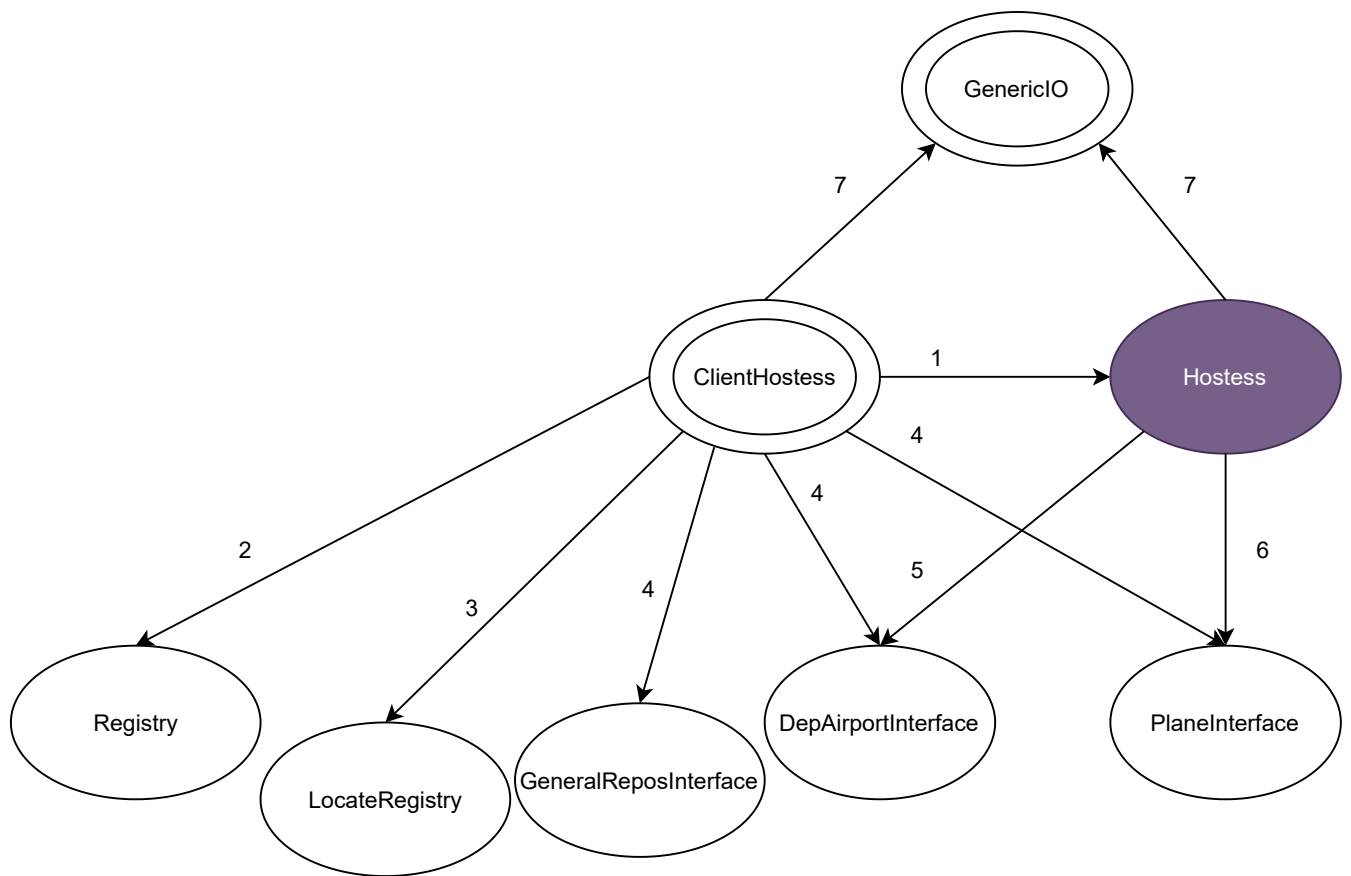 GenericIO
7
7
ClientHostess
1
Hostess
4
4
2
5
6
3
4
Registry
DepAirportInterface
PlaneInterface
GeneralReposInterface
LocateRegistry